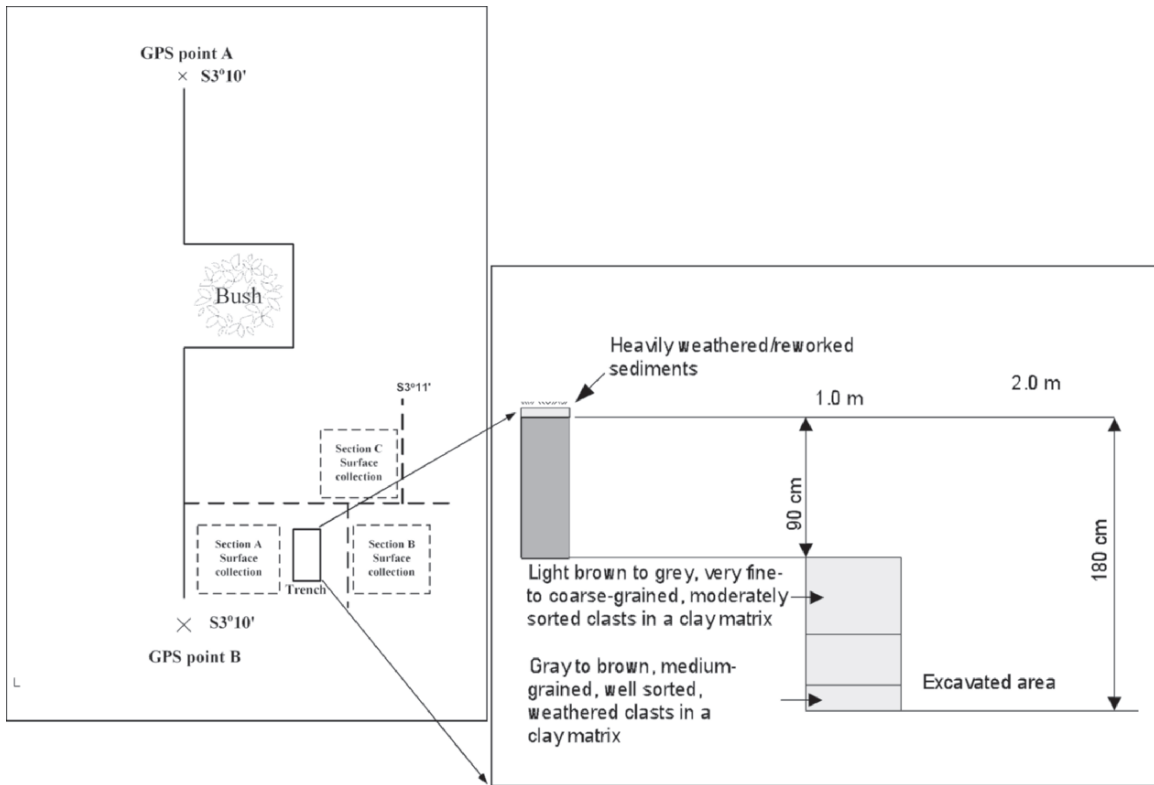 GPS point A
S3°10'
Bush
S3°11'
Section C
Surface
collection
Section A
Surface
collection
Trench
Section B
Surface
collection
S3°10'
GPS point B
L
Heavily weathered/reworked
sediments
1.0 m
2.0 m
90 cm
180 cm
Light brown to grey, very fine-
to coarse-grained, moderately
sorted clasts in a clay matrix
Gray to brown, medium-
grained, well sorted,
weathered clasts in a
clay matrix
Excavated area